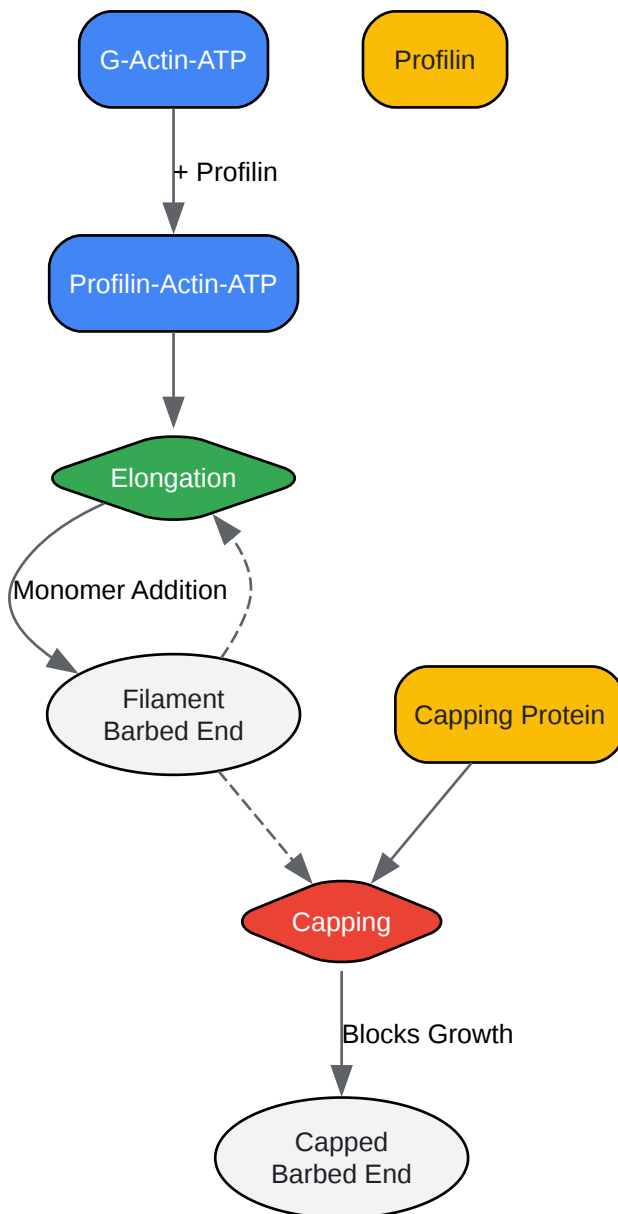 G-Actin-ATP
Profilin
+ Profilin
Profilin-Actin-ATP
Elongation
Monomer Addition
Filament
Barbed End
Capping Protein
Capping
Blocks Growth
Capped
Barbed End